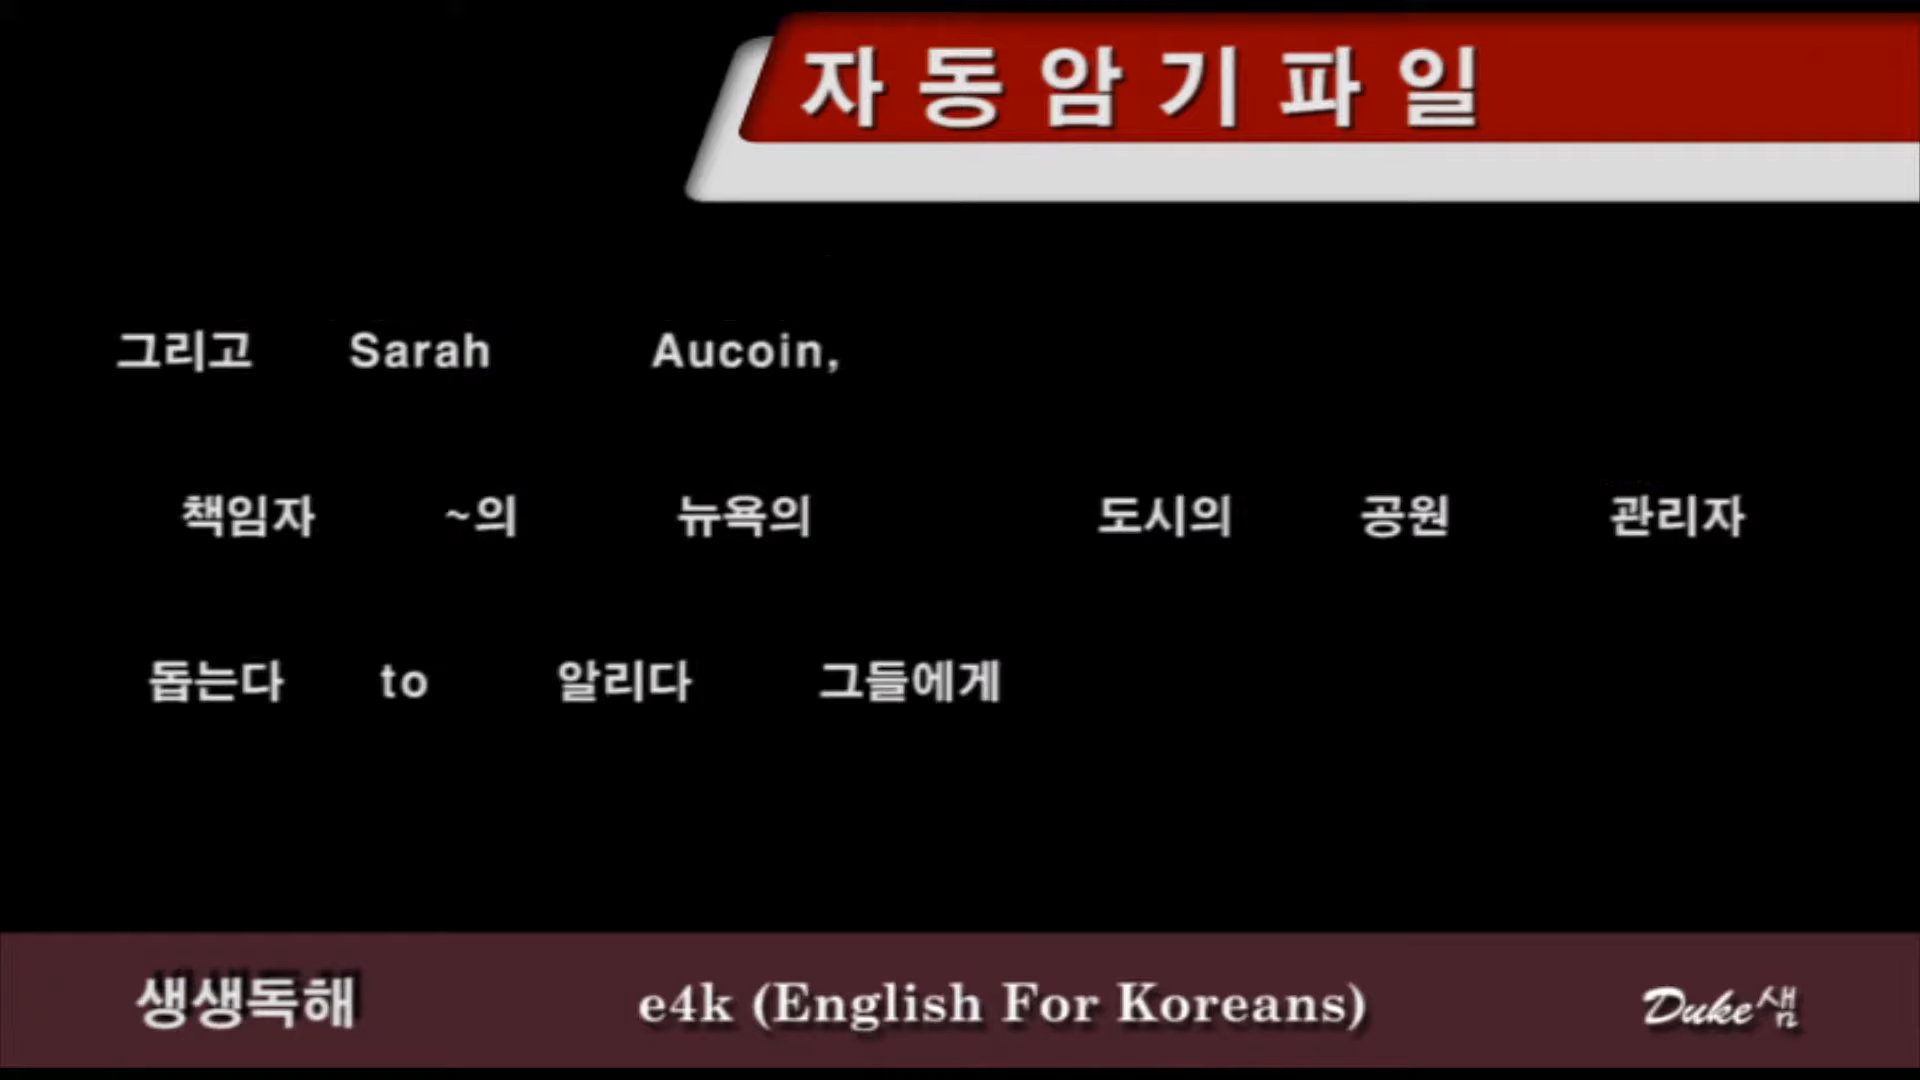 자동암기파일
그리고 Sarah Aucoin,
책임자 ~의 뉴욕의 도시의 공원 관리자
돕는다 to 알리다 그들에게
생생독해 e4k (English For Koreans) Duke샘